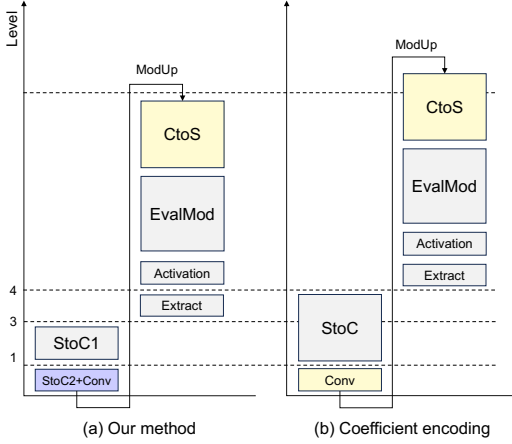 Level
ModUp
CtoS
EvalMod
Activation
Extract
4
3
1
StoC1
StoC2+Conv
(a) Our method
ModUp
CtoS
EvalMod
Activation
Extract
StoC
Conv
(b) Coefficient encoding